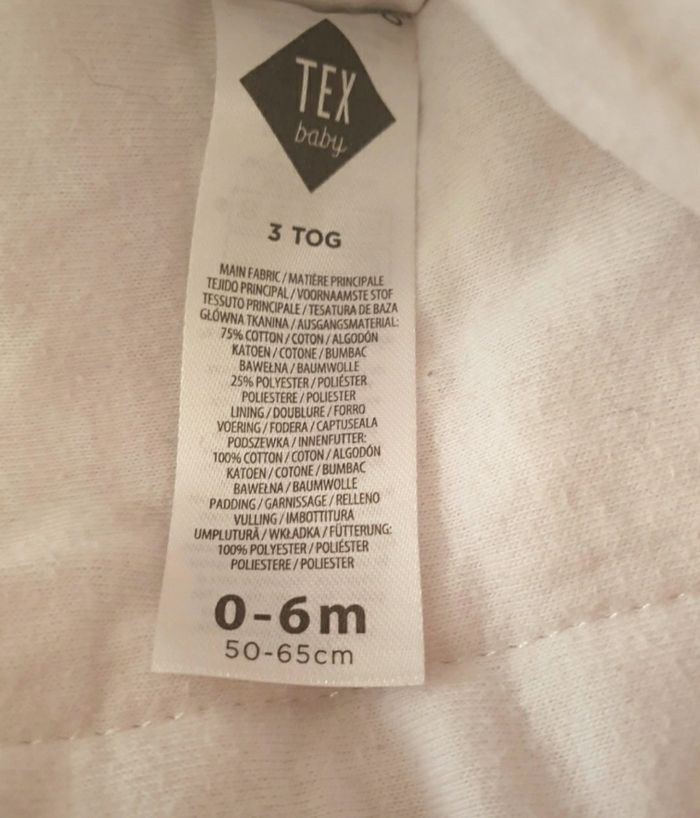 TEX
baby
3 TOG
MAIN FABRIC / MATIÈRE PRINCIPALE
TEJIDO PRINCIPAL / VOORNAAMSTE STOF
TESSUTO PRINCIPALE / TESATURA DE BAZA
GŁÓWNA TKANINA / AUSGANGSMATERIAL:
75% COTTON / COTON / ALGODÓN
KATOEN / COTONE / BUMBAC
BAWEŁNA / BAUMWOLLE
25% POLYESTER / POLIÉSTER
POLIESTERE / POLIESTER
LINING / DOUBLURE / FORRO
VOERING / FODERA / CAPTUSEALA
PODSZEWKA / INNENFUTTER:
100% COTTON / COTON / ALGODÓN
KATOEN / COTONE / BUMBAC
BAWEŁNA / BAUMWOLLE
PADDING / GARNISSAGE / RELLENO
VULLING / IMBOTTITURA
UMPLUTURĂ / WKŁADKA / FÜTTERUNG:
100% POLYESTER / POLIÉSTER
POLIESTERE / POLIESTER
0-6m
50-65cm